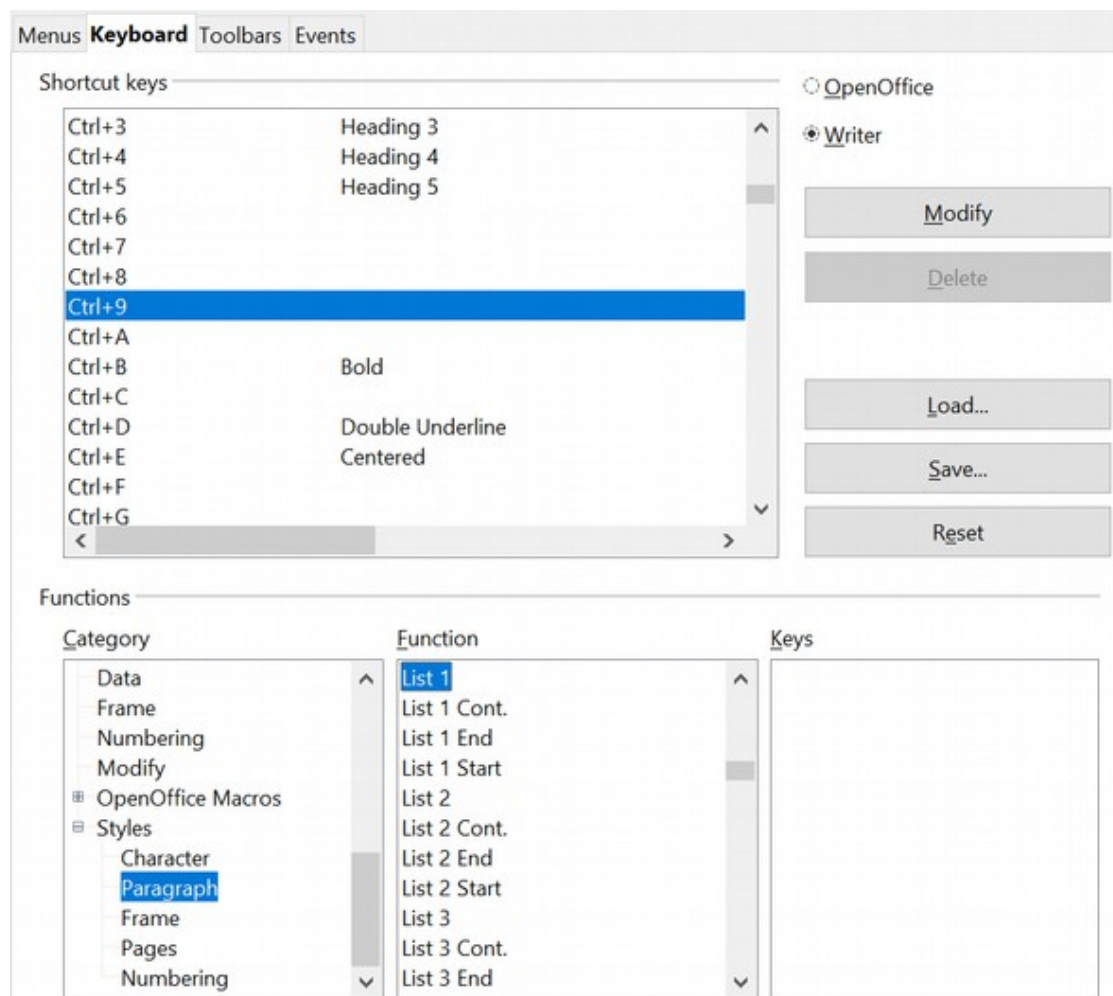 Menus Keyboard Toolbars Events
Shortcut keys
OpenOffice
Writer
Ctrl+3 Heading 3
Ctrl+4 Heading 4
Ctrl+5 Heading 5
Ctrl+6
Ctrl+7
Ctrl+8
Ctrl+9
Ctrl+A
Ctrl+B Bold
Ctrl+C
Ctrl+D Double Underline
Ctrl+E Centered
Ctrl+F
Ctrl+G
Modify
Delete
Load...
Save...
Reset
Functions
Category
Data
Frame
Numbering
Modify
OpenOffice Macros
Styles
Character
Paragraph
Frame
Pages
Numbering
Function
List 1
List 1 Cont.
List 1 End
List 1 Start
List 2
List 2 Cont.
List 2 End
List 2 Start
List 3
List 3 Cont.
List 3 End
Keys